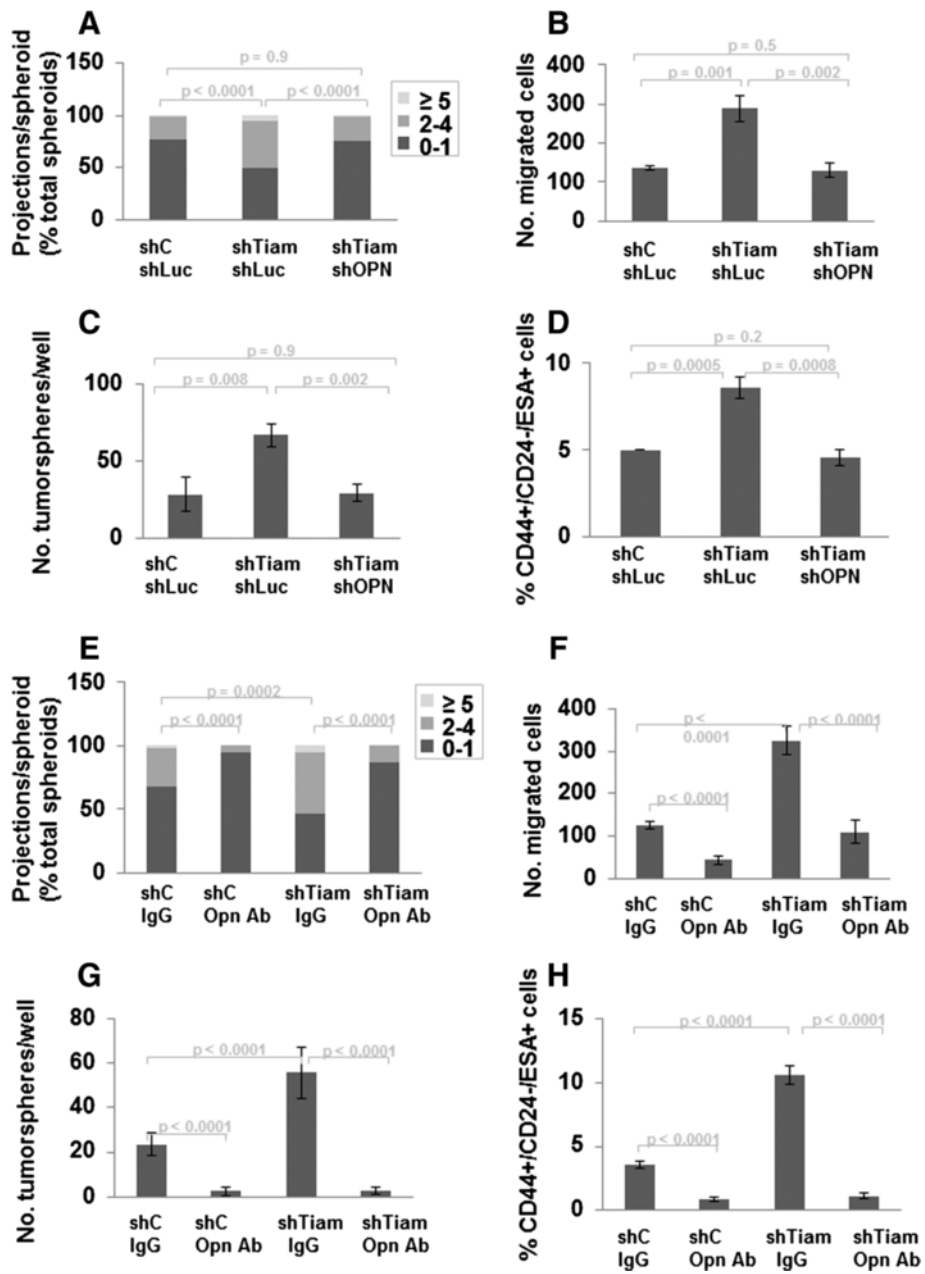 A
Projections/spheroid
(% total spheroids)
150
100
50
0
p = 0.9
p < 0.0001
p < 0.0001
≥ 5
2-4
0-1
shC
shLuc
shTiam
shLuc
shTiam
shOPN
B
No. migrated cells
400
300
200
100
0
p = 0.5
p = 0.001
p = 0.002
shC
shLuc
shTiam
shLuc
shTiam
shOPN
C
No. tumorspheres/well
100
50
0
p = 0.9
p = 0.008
p = 0.002
shC
shLuc
shTiam
shLuc
shTiam
shOPN
D
% CD44+/CD24-/ESA+ cells
10
5
0
p = 0.2
p = 0.0005
p = 0.0008
shC
shLuc
shTiam
shLuc
shTiam
shOPN
E
Projections/spheroid
(% total spheroids)
150
100
50
0
p = 0.0002
p < 0.0001
p < 0.0001
≥ 5
2-4
0-1
shC
IgG
shC
Opn Ab
shTiam
IgG
shTiam
Opn Ab
F
No. migrated cells
400
300
200
100
0
p <
0.0001
p < 0.0001
p < 0.0001
shC
IgG
shC
Opn Ab
shTiam
IgG
shTiam
Opn Ab
G
No. tumorspheres/well
80
60
40
20
0
p < 0.0001
p < 0.0001
p < 0.0001
shC
IgG
shC
Opn Ab
shTiam
IgG
shTiam
Opn Ab
H
% CD44+/CD24-/ESA+ cells
15
10
5
0
p < 0.0001
p < 0.0001
p < 0.0001
shC
IgG
shC
Opn Ab
shTiam
IgG
shTiam
Opn Ab